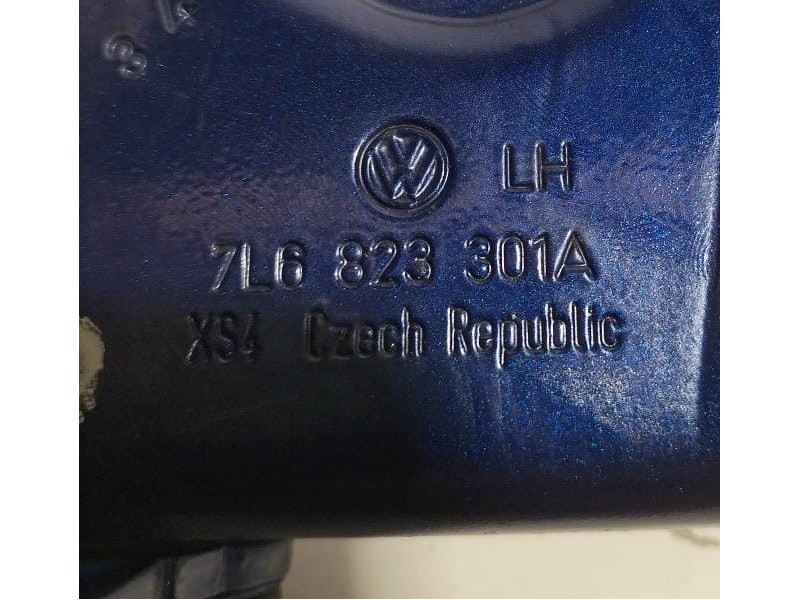 LH
7L6 823 301A
XS4 Czech Republic